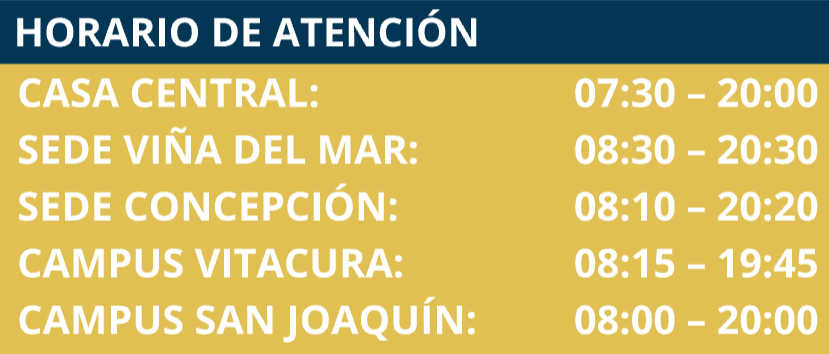 HORARIO DE ATENCIÓN
CASA CENTRAL: 07:30 – 20:00
SEDE VIÑA DEL MAR: 08:30 – 20:30
SEDE CONCEPCIÓN: 08:10 – 20:20
CAMPUS VITACURA: 08:15 – 19:45
CAMPUS SAN JOAQUÍN: 08:00 – 20:00